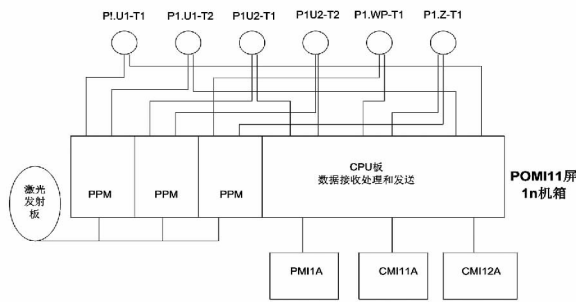 P!.U1-T1 P1.U1-T2 P1U2-T1 P1U2-T2 P1.WP-T1 P1.Z-T1
CPU板
数据接收处理和发送
PPM PPM PPM
激光
发射
板
POMI11屏
1n机箱
PMI1A CMI11A CMI12A